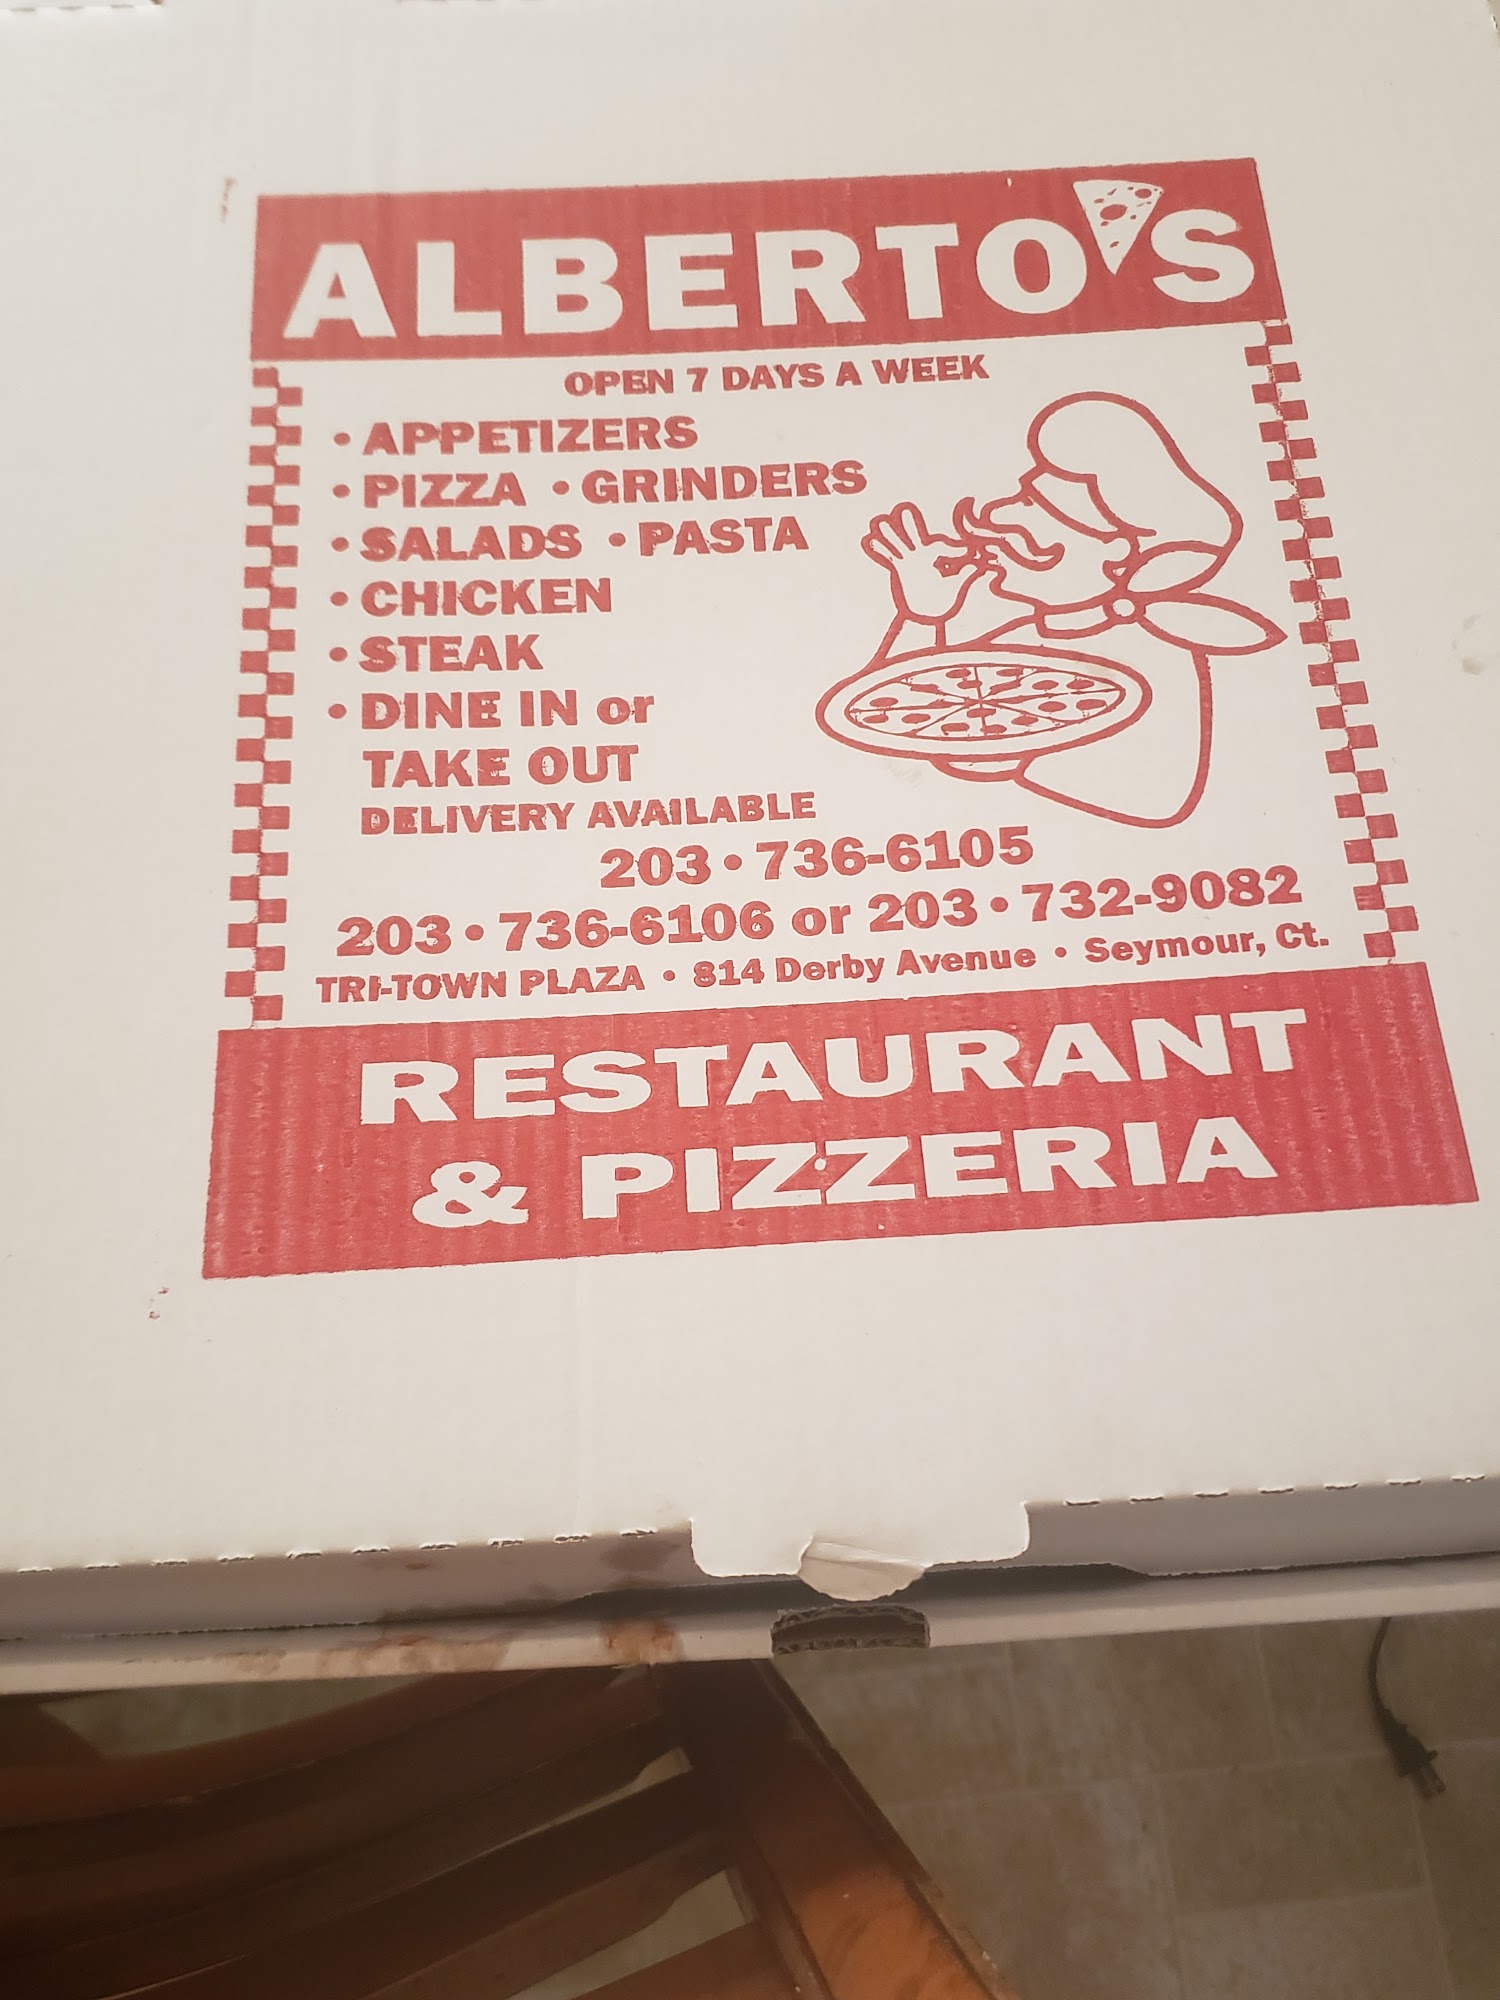 ALBERTO'S
OPEN 7 DAYS A WEEK
• APPETIZERS
• PIZZA • GRINDERS
• SALADS • PASTA
• CHICKEN
• STEAK
• DINE IN or
TAKE OUT
DELIVERY AVAILABLE
203 • 736-6105
203 • 736-6106 or 203 • 732-9082
TRI-TOWN PLAZA • 814 Derby Avenue • Seymour, Ct.
RESTAURANT
& PIZZERIA